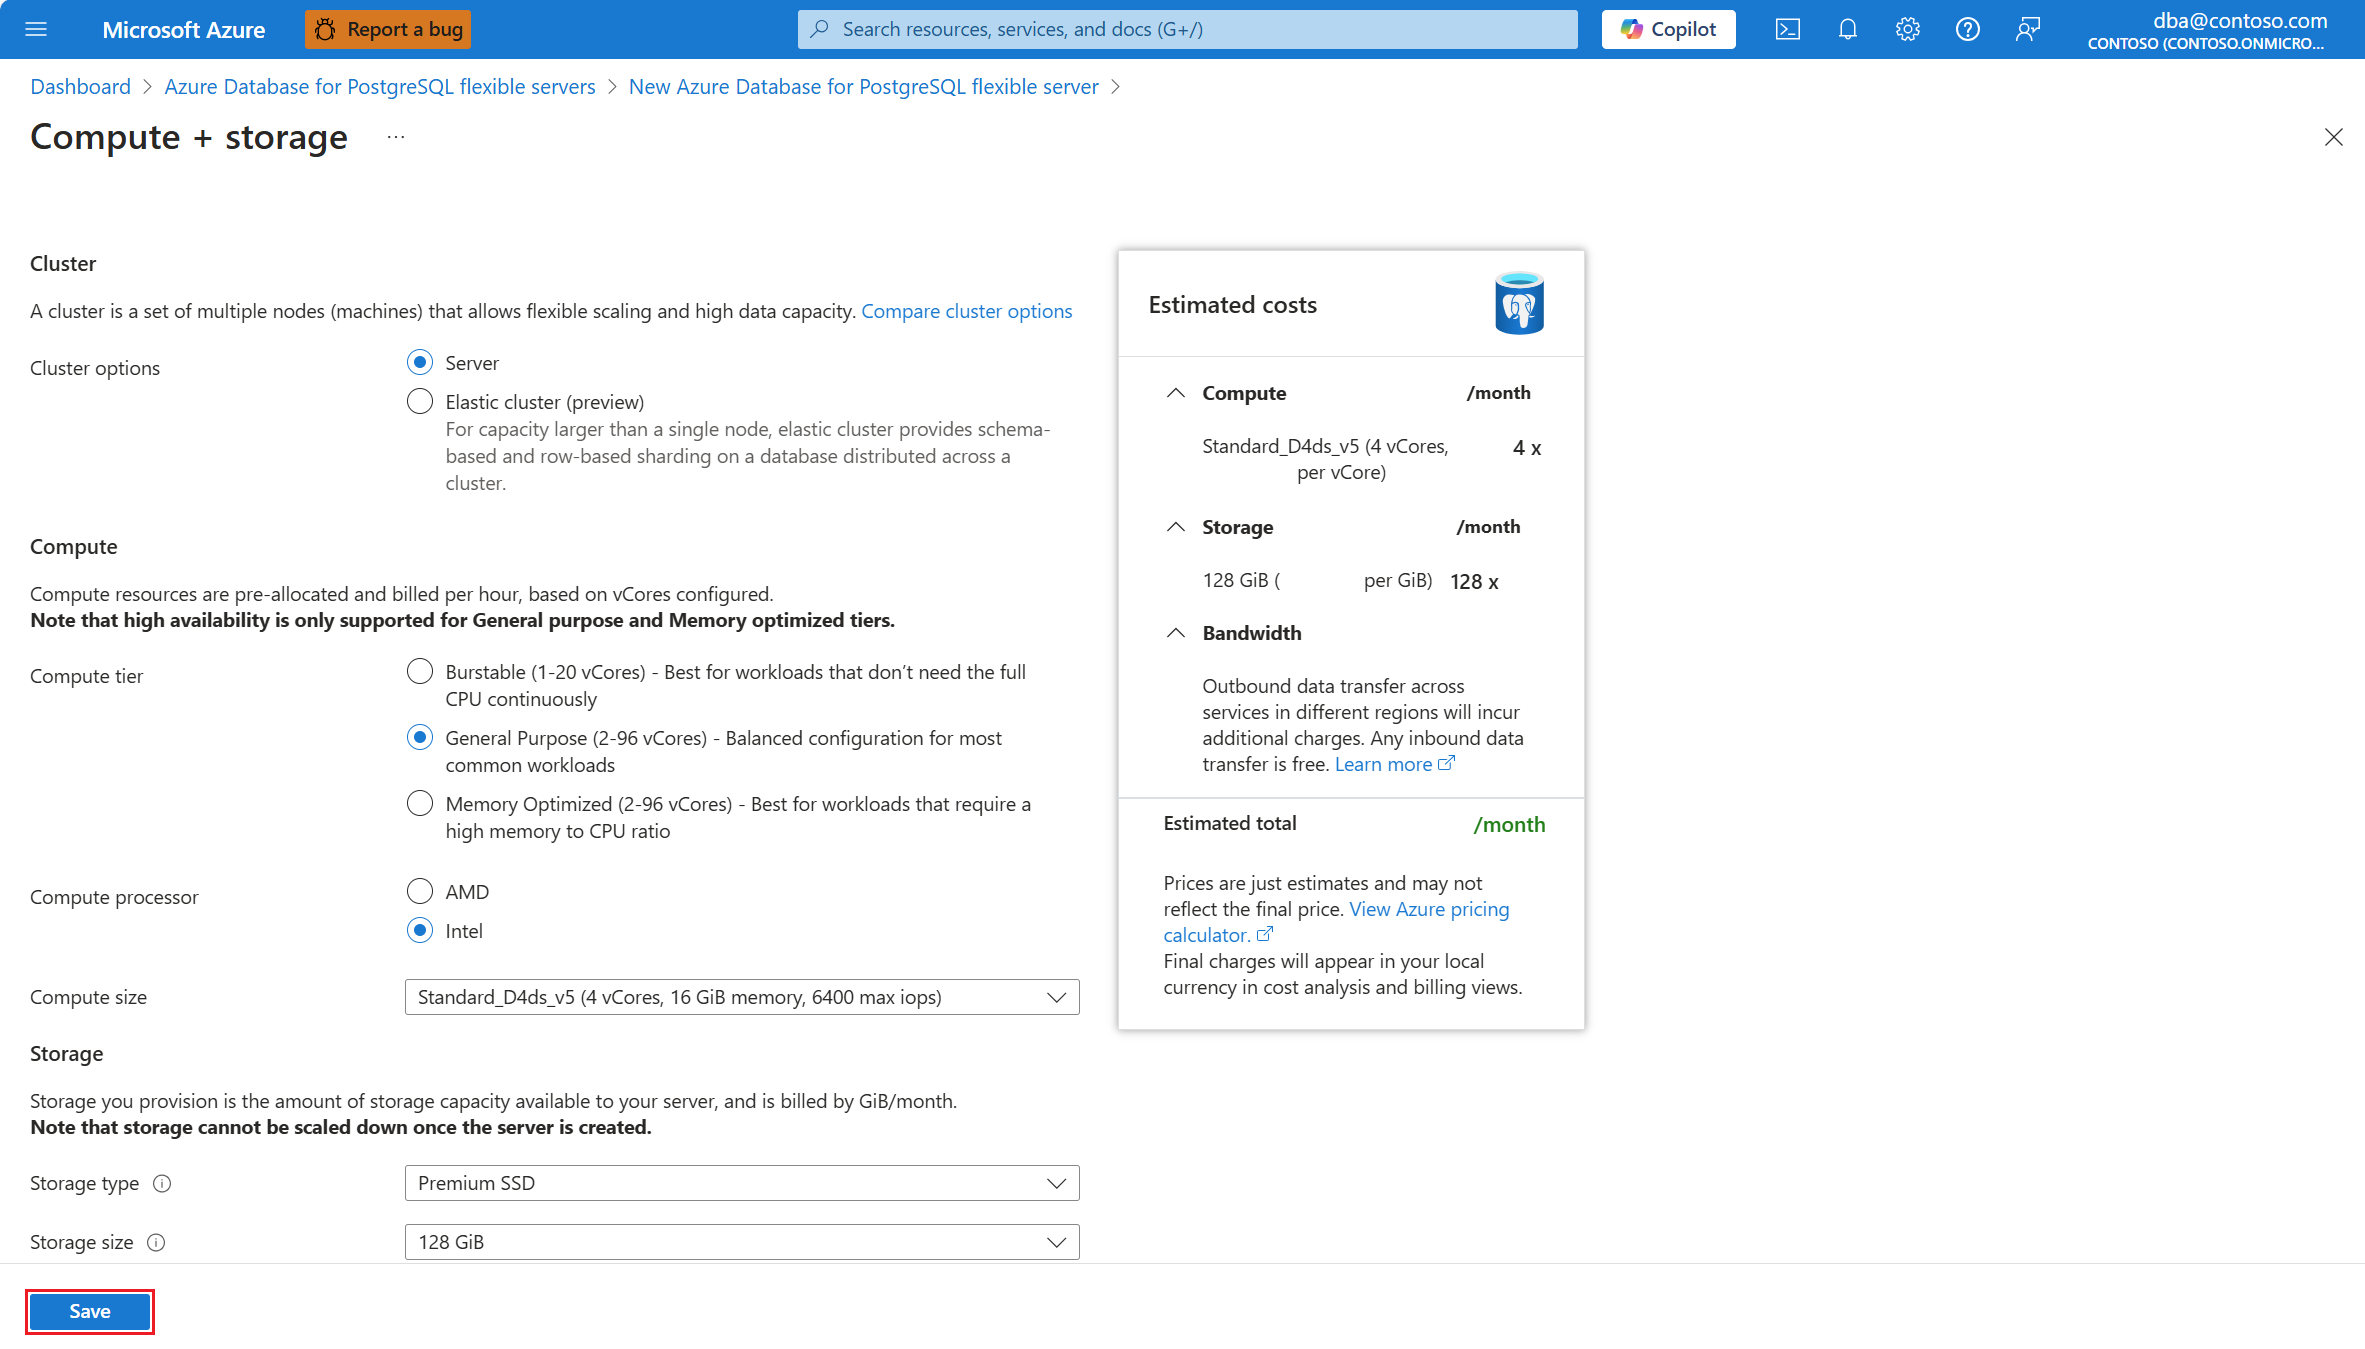 Microsoft Azure
Report a bug
Search resources, services, and docs (G+/)
Copilot
dba@contoso.com
CONTOSO (CONTOSO.ONMICRO...
Dashboard > Azure Database for PostgreSQL flexible servers > New Azure Database for PostgreSQL flexible server >
Compute + storage ...
Cluster
A cluster is a set of multiple nodes (machines) that allows flexible scaling and high data capacity. Compare cluster options
Cluster options
Server
Elastic cluster (preview)
For capacity larger than a single node, elastic cluster provides schema-
based and row-based sharding on a database distributed across a
cluster.
Compute
Compute resources are pre-allocated and billed per hour, based on vCores configured.
Note that high availability is only supported for General purpose and Memory optimized tiers.
Compute tier
Burstable (1-20 vCores) - Best for workloads that don’t need the full
CPU continuously
General Purpose (2-96 vCores) - Balanced configuration for most
common workloads
Memory Optimized (2-96 vCores) - Best for workloads that require a
high memory to CPU ratio
Compute processor
AMD
Intel
Compute size
Standard_D4ds_v5 (4 vCores, 16 GiB memory, 6400 max iops)
Storage
Storage you provision is the amount of storage capacity available to your server, and is billed by GiB/month.
Note that storage cannot be scaled down once the server is created.
Storage type
Premium SSD
Storage size
128 GiB
Save
Estimated costs
Compute /month
Standard_D4ds_v5 (4 vCores, 4 x
per vCore)
Storage /month
128 GiB ( per GiB) 128 x
Bandwidth
Outbound data transfer across
services in different regions will incur
additional charges. Any inbound data
transfer is free. Learn more
Estimated total /month
Prices are just estimates and may not
reflect the final price. View Azure pricing
calculator.
Final charges will appear in your local
currency in cost analysis and billing views.